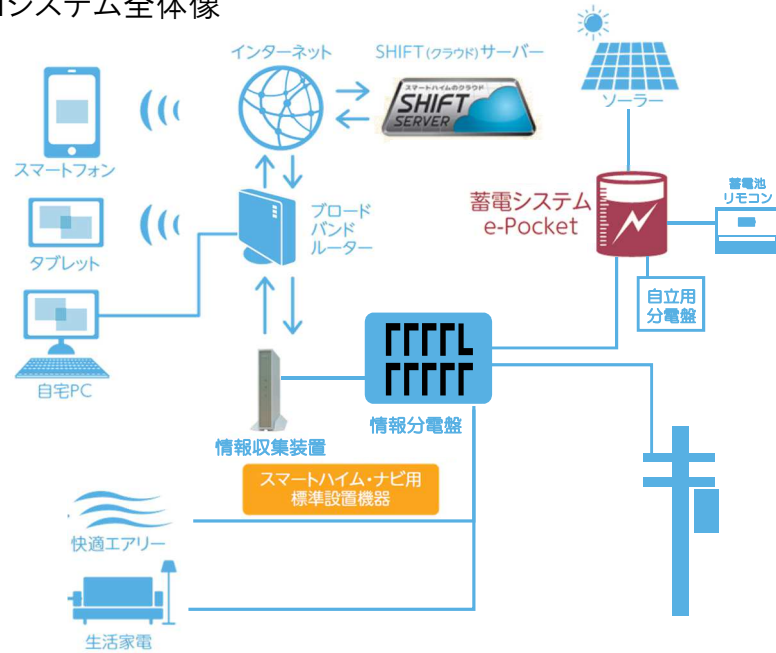 システム全体像
インターネット
SHIFT(クラウド)サーバー
スマートハイムのクラウド
SHIFT
SERVER
ソーラー
スマートフォン
蓄電池
リモコン
蓄電システム
e-Pocket
ブロード
バンド
ルーター
タブレット
自立用
分電盤
自宅PC
情報分電盤
情報収集装置
スマートハイム・ナビ用
標準設置機器
快適エアリー
生活家電